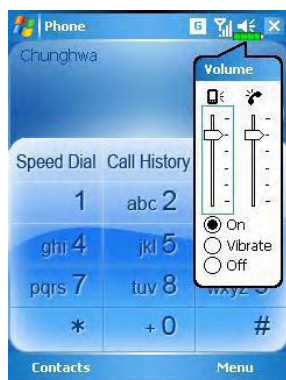 Phone
G
Chunghwa
Volume
Speed Dial Call History
1 abc 2
On
ghi 4 jkl 5
Vibrate
Off
pqrs 7 tuv 8
* + 0 #
Contacts Menu